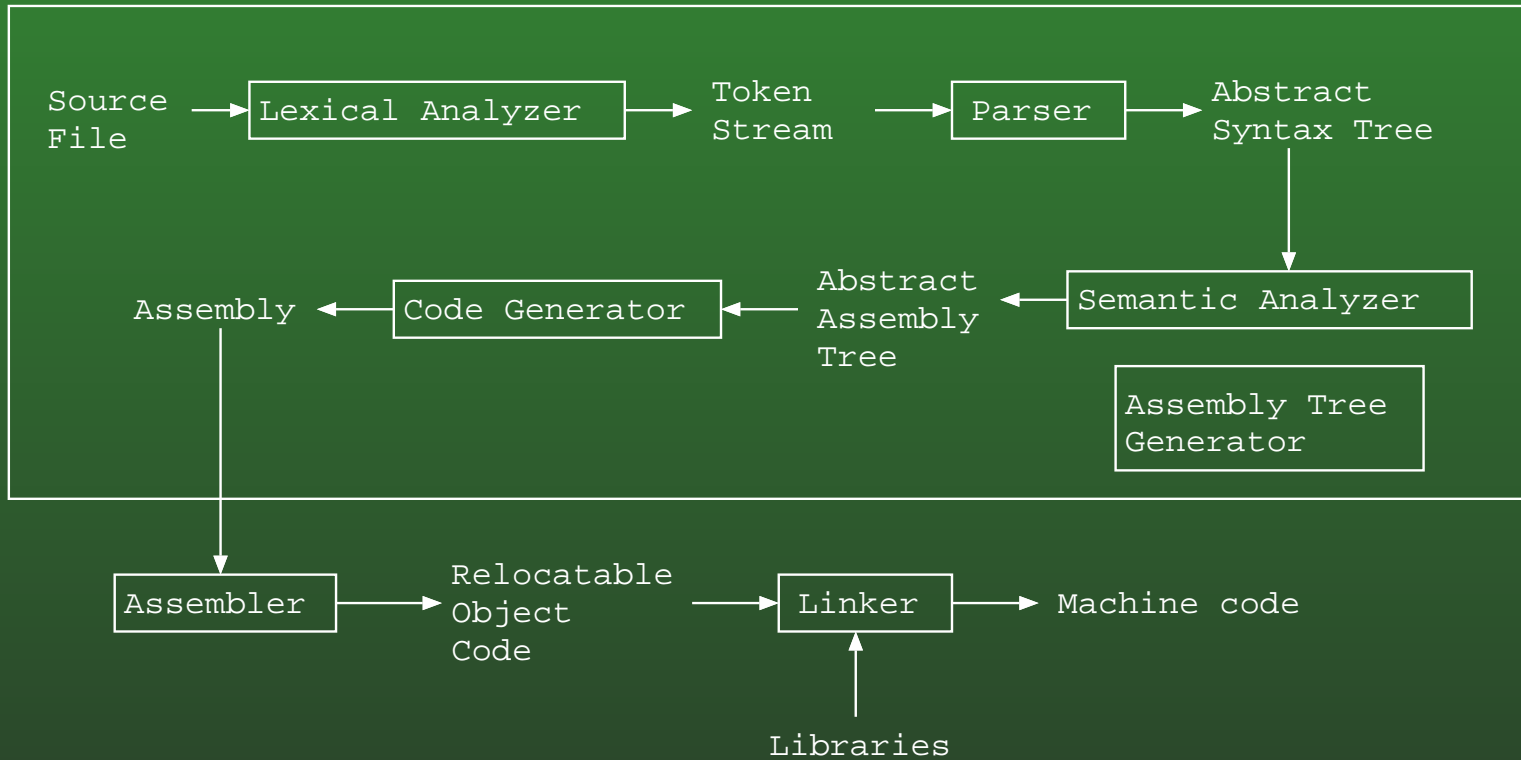 Source
File
Lexical Analyzer
Token
Stream
Parser
Abstract
Syntax Tree
Assembly
Code Generator
Abstract
Assembly
Tree
Semantic Analyzer
Assembly Tree
Generator
Assembler
Relocatable
Object
Code
Linker
Machine code
Libraries